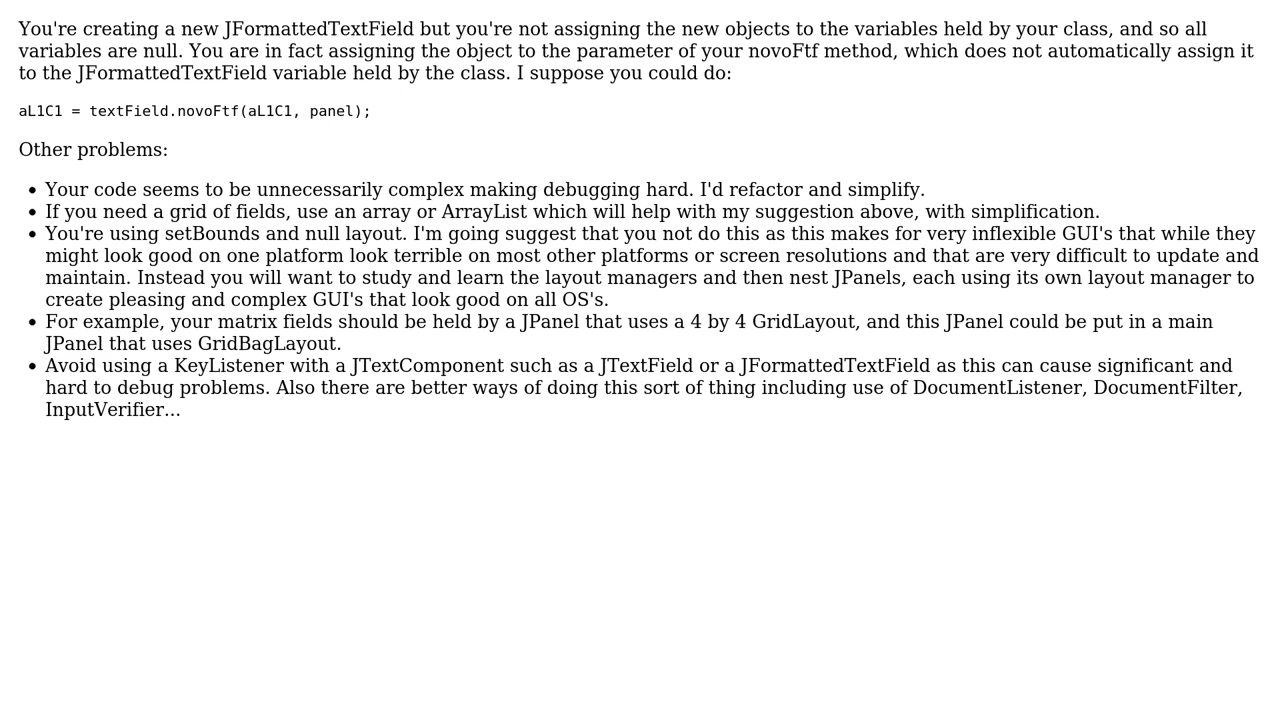 You're creating a new JFormattedTextField but you're not assigning the new objects to the variables held by your class, and so all
variables are null. You are in fact assigning the object to the parameter of your novoFtf method, which does not automatically assign it
to the JFormattedTextField variable held by the class. I suppose you could do:
aL1C1 = textField.novoFtf(aL1C1, panel);
Other problems:
• Your code seems to be unnecessarily complex making debugging hard. I'd refactor and simplify.
• If you need a grid of fields, use an array or ArrayList which will help with my suggestion above, with simplification.
• You're using setBounds and null layout. I'm going suggest that you not do this as this makes for very inflexible GUI's that while they
might look good on one platform look terrible on most other platforms or screen resolutions and that are very difficult to update and
maintain. Instead you will want to study and learn the layout managers and then nest JPanels, each using its own layout manager to
create pleasing and complex GUI's that look good on all OS's.
• For example, your matrix fields should be held by a JPanel that uses a 4 by 4 GridLayout, and this JPanel could be put in a main
JPanel that uses GridBagLayout.
• Avoid using a KeyListener with a JTextComponent such as a JTextField or a JFormattedTextField as this can cause significant and
hard to debug problems. Also there are better ways of doing this sort of thing including use of DocumentListener, DocumentFilter,
InputVerifier...